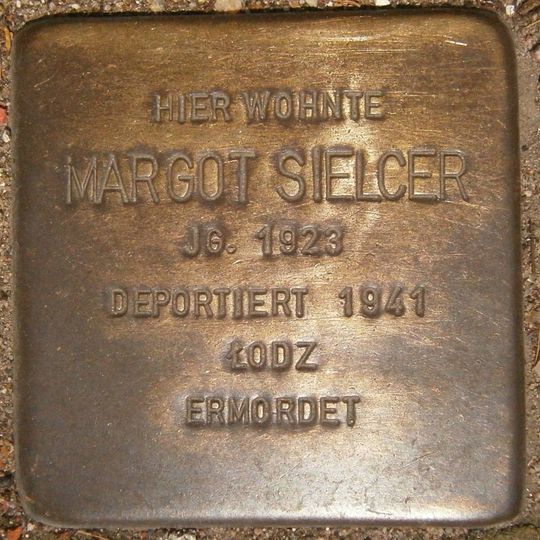 HIER WOHNTE
MARGOT SIELCER
JG. 1923
DEPORTIERT 1941
ŁODZ
ERMORDET